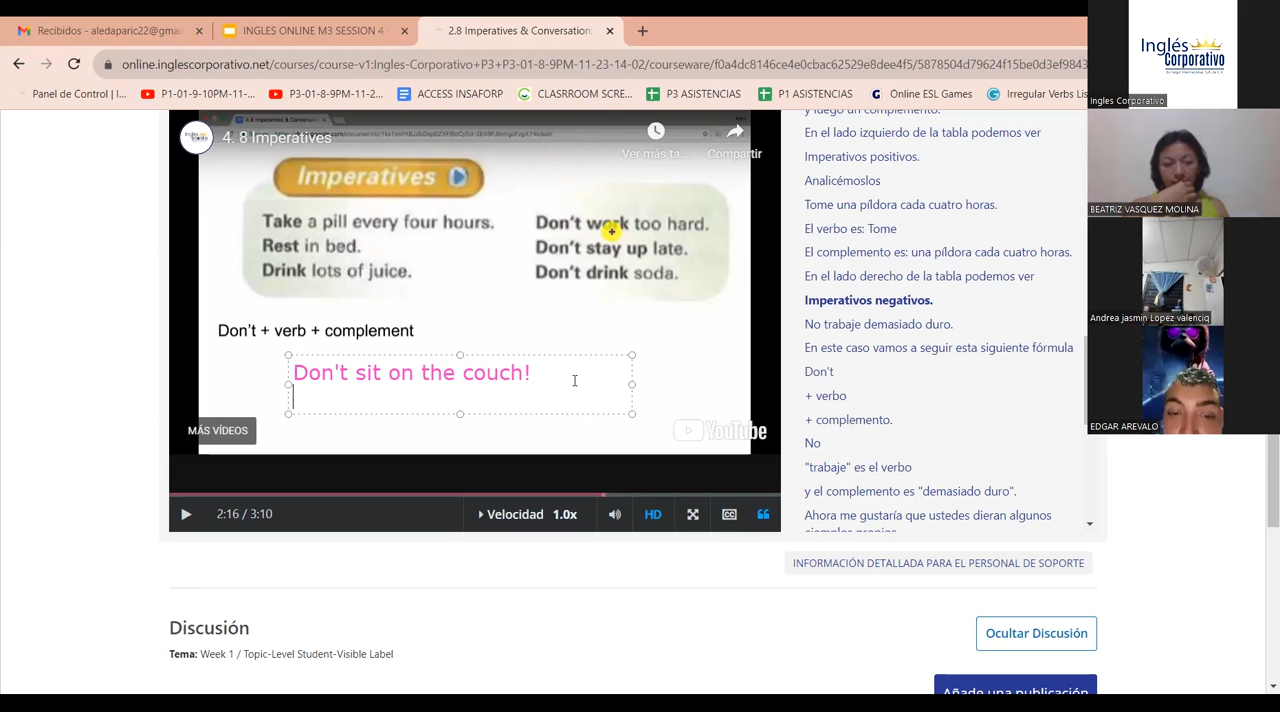 Recibidos - aledaparic22@gmai
INGLES ONLINE M3 SESSION 4
2.8 Imperatives & Conversation:
online.inglescorporativo.net/courses/course-v1:Ingles-Corporativo+P3+P3-01-8-9PM-11-23-14-02/courseware/f0a4dc8146ce4e0cbac62529e8dee4f5/5878504d79624f15be0d3ef9843
Panel de Control | I...
P1-01-9-10PM-11-...
P3-01-8-9PM-11-2...
ACCESS INSAFORP
CLASRROOM SCRE...
P3 ASISTENCIAS
P1 ASISTENCIAS
Online ESL Games
Irregular Verbs Lis
4. 8 Imperatives
Ver más ta...
Compartir
Imperatives
Take a pill every four hours.
Rest in bed.
Drink lots of juice.
Don't work too hard.
Don't stay up late.
Don't drink soda.
Don't + verb + complement
Don't sit on the couch!
MÁS VÍDEOS
YouTube
2:16 / 3:10
Velocidad 1.0x
HD
y luego un complemento.
En el lado izquierdo de la tabla podemos ver
Imperativos positivos.
Analicémoslos
Tome una píldora cada cuatro horas.
El verbo es: Tome
El complemento es: una píldora cada cuatro horas.
En el lado derecho de la tabla podemos ver
Imperativos negativos.
No trabaje demasiado duro.
En este caso vamos a seguir esta siguiente fórmula
Don't
+ verbo
+ complemento.
No
"trabaje" es el verbo
y el complemento es "demasiado duro".
Ahora me gustaría que ustedes dieran algunos
ejemplos propios
INFORMACIÓN DETALLADA PARA EL PERSONAL DE SOPORTE
Discusión
Tema: Week 1 / Topic-Level Student-Visible Label
Ocultar Discusión
Añade una publicación
Inglés
Corporativo
Ingles Corporativo
BEATRIZ VASQUEZ MOLINA
Andrea jasmin Lopez valenciq
EDGAR AREVALO